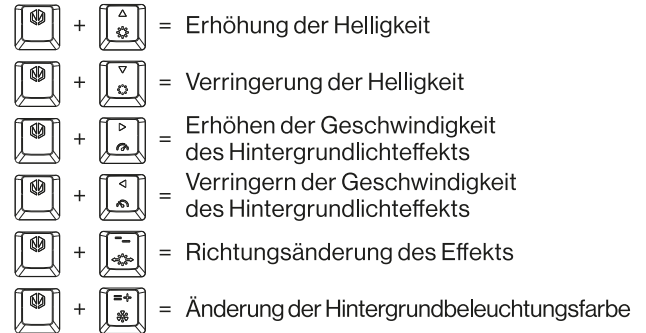 + = Erhöhung der Helligkeit
+ = Verringerung der Helligkeit
+ = Erhöhen der Geschwindigkeit
des Hintergrundlichteffekts
+ = Verringern der Geschwindigkeit
des Hintergrundlichteffekts
+ = Richtungsänderung des Effekts
+ =+ = Änderung der Hintergrundbeleuchtungsfarbe